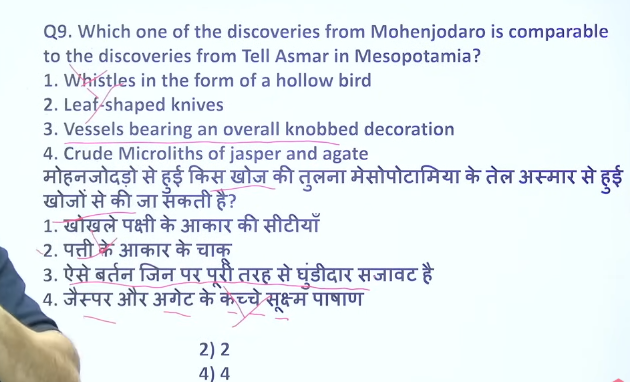 Q9. Which one of the discoveries from Mohenjodaro is comparable
to the discoveries from Tell Asmar in Mesopotamia?
1. Whistles in the form of a hollow bird
2. Leaf-shaped knives
3. Vessels bearing an overall knobbed decoration
4. Crude Microliths of jasper and agate
मोहनजोदड़ो से हुई किस खोज की तुलना मेसोपोटामिया के तेल अस्मार से हुई
खोजों से की जा सकती है?
1. खोखले पक्षी के आकार की सीटीयाँ
2. पत्ती के आकार के चाकू
3. ऐसे बर्तन जिन पर पूरी तरह से घुंडीदार सजावट है
4. जैस्पर और अगेट के कच्चे सूक्ष्म पाषाण
2) 2
4) 4